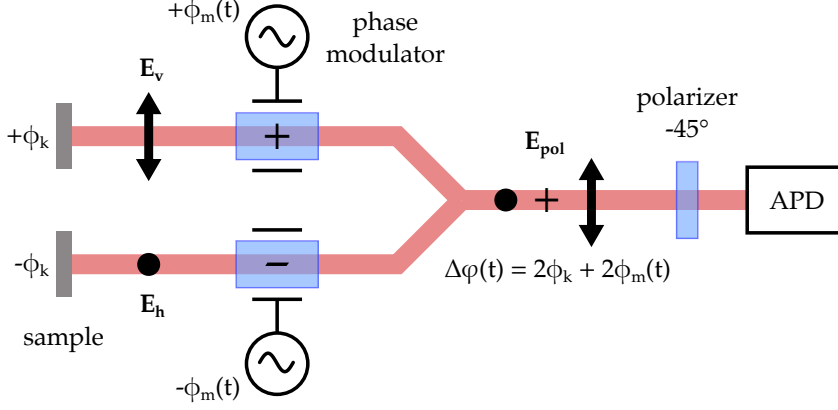 +ϕm(t)
phase
modulator
Ev
polarizer
-45°
+ϕk
+
Epol
+
APD
-ϕk
−
Δφ(t) = 2ϕk + 2ϕm(t)
Eh
sample
-ϕm(t)